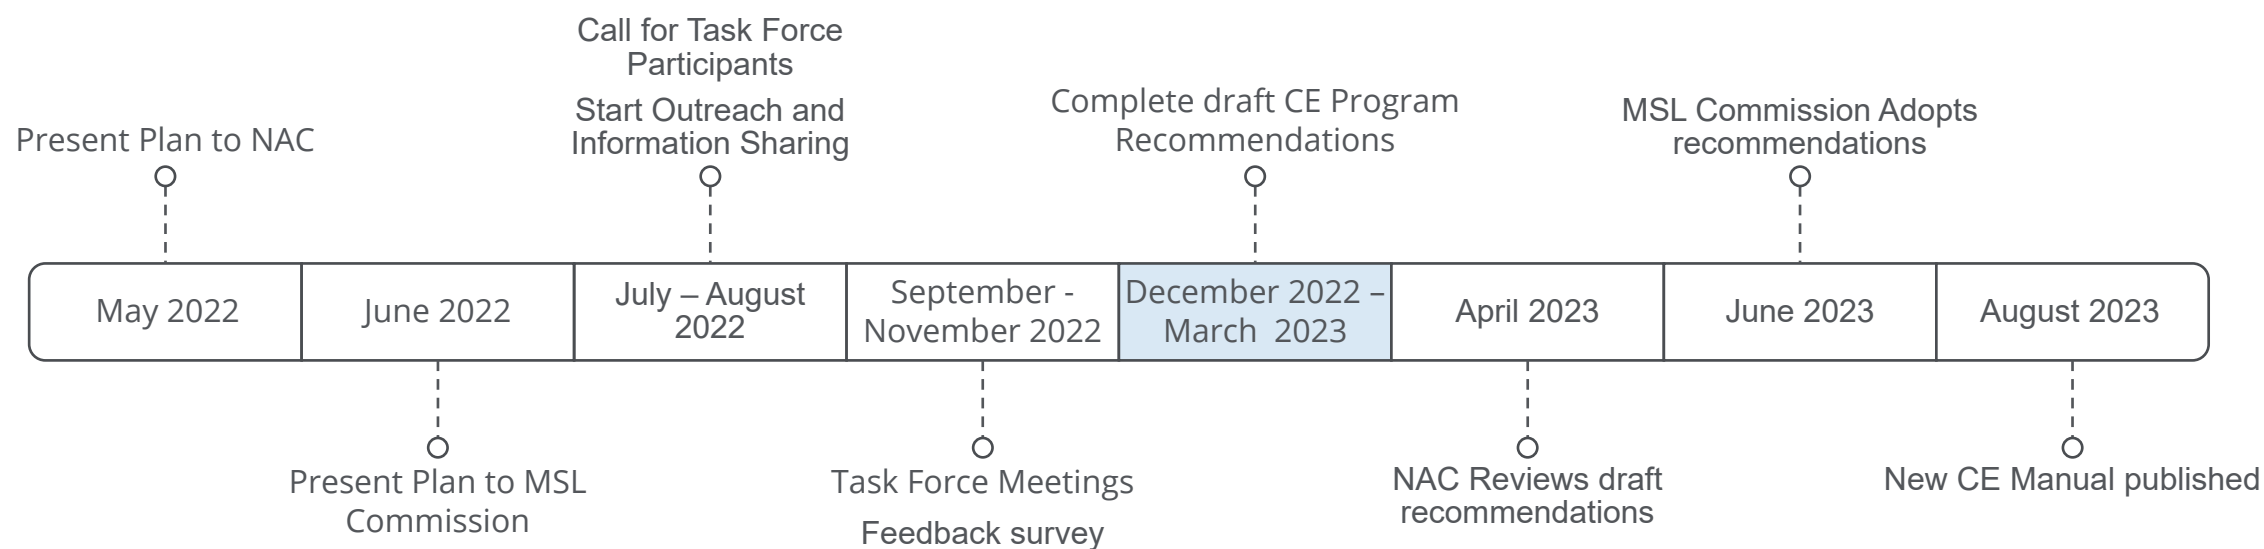 Call for Task Force
Participants
Start Outreach and
Information Sharing
Present Plan to NAC
Complete draft CE Program
Recommendations
MSL Commission Adopts
recommendations
May 2022
June 2022
July – August
2022
September -
November 2022
December 2022 –
March  2023
April 2023
June 2023
August 2023
Present Plan to MSL
Commission
Task Force Meetings
Feedback survey
NAC Reviews draft
recommendations
New CE Manual published